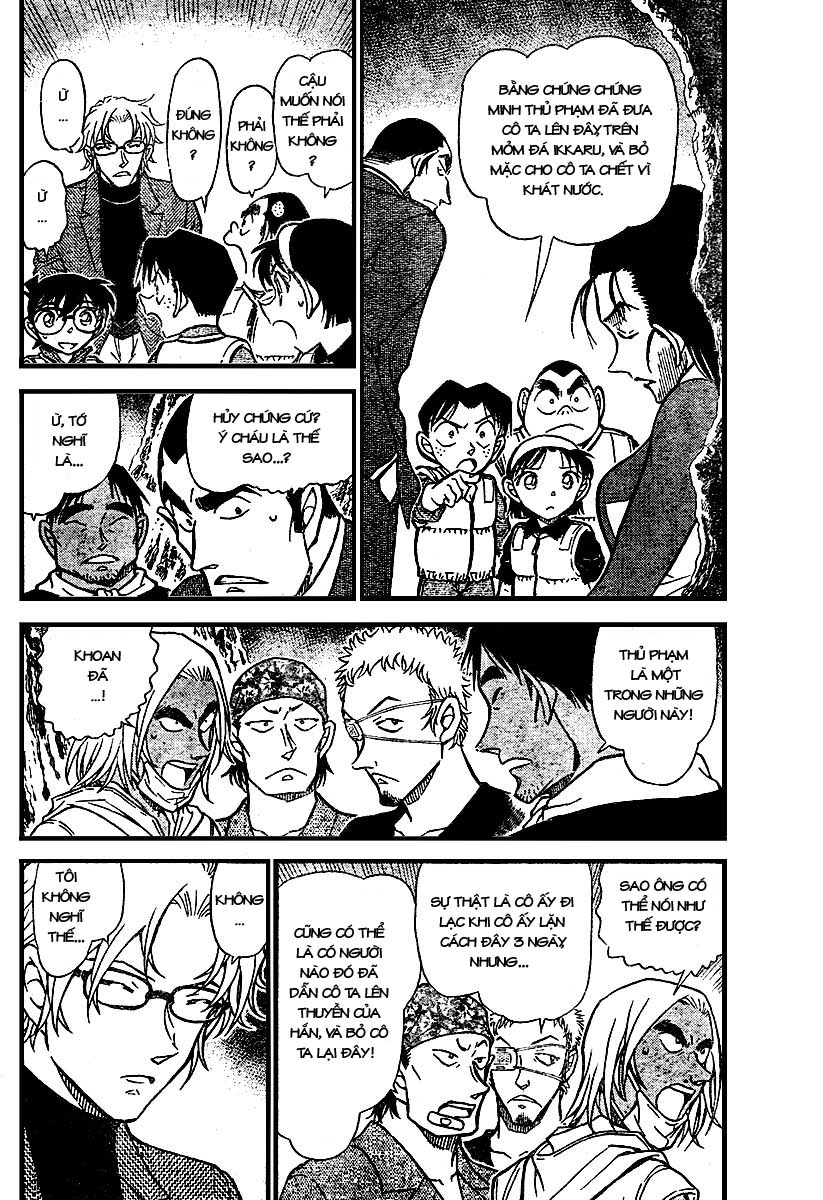 BẰNG CHỨNG CHỨNG
MINH THỦ PHẠM ĐÃ ĐƯA
CÔ TA LÊN ĐÂY, TRÊN
MỎM ĐÁ IKKARU, VÀ BỎ
MẶC CHO CÔ TA CHẾT VÌ
KHÁT NƯỚC.
CẬU
MUỐN NÓI
THẾ PHẢI
KHÔNG
?
PHẢI
KHÔNG
?
ĐÚNG
KHÔNG
?
Ừ
...
Ừ
...
HỦY CHỨNG CỨ?
Ý CHÁU LÀ THẾ
SAO...?
Ừ, TỚ
NGHĨ
LÀ...
THỦ PHẠM
LÀ MỘT
TRONG NHỮNG
NGƯỜI NÀY!
KHOAN
ĐÃ
...!
SAO ÔNG CÓ
THỂ NÓI NHƯ
THẾ ĐƯỢC?
SỰ THẬT LÀ CÔ ẤY ĐI
LẠC KHI CÔ ẤY LẶN
CÁCH ĐÂY 3 NGÀY,
NHƯNG...
CŨNG CÓ THỂ
LÀ CÓ NGƯỜI
NÀO ĐÓ ĐÃ
DẪN CÔ TA LÊN
THUYỀN CỦA
HẮN, VÀ BỎ CÔ
TA LẠI ĐÂY!
KHÔNG
...
TÔI
KHÔNG
NGHĨ
THẾ...